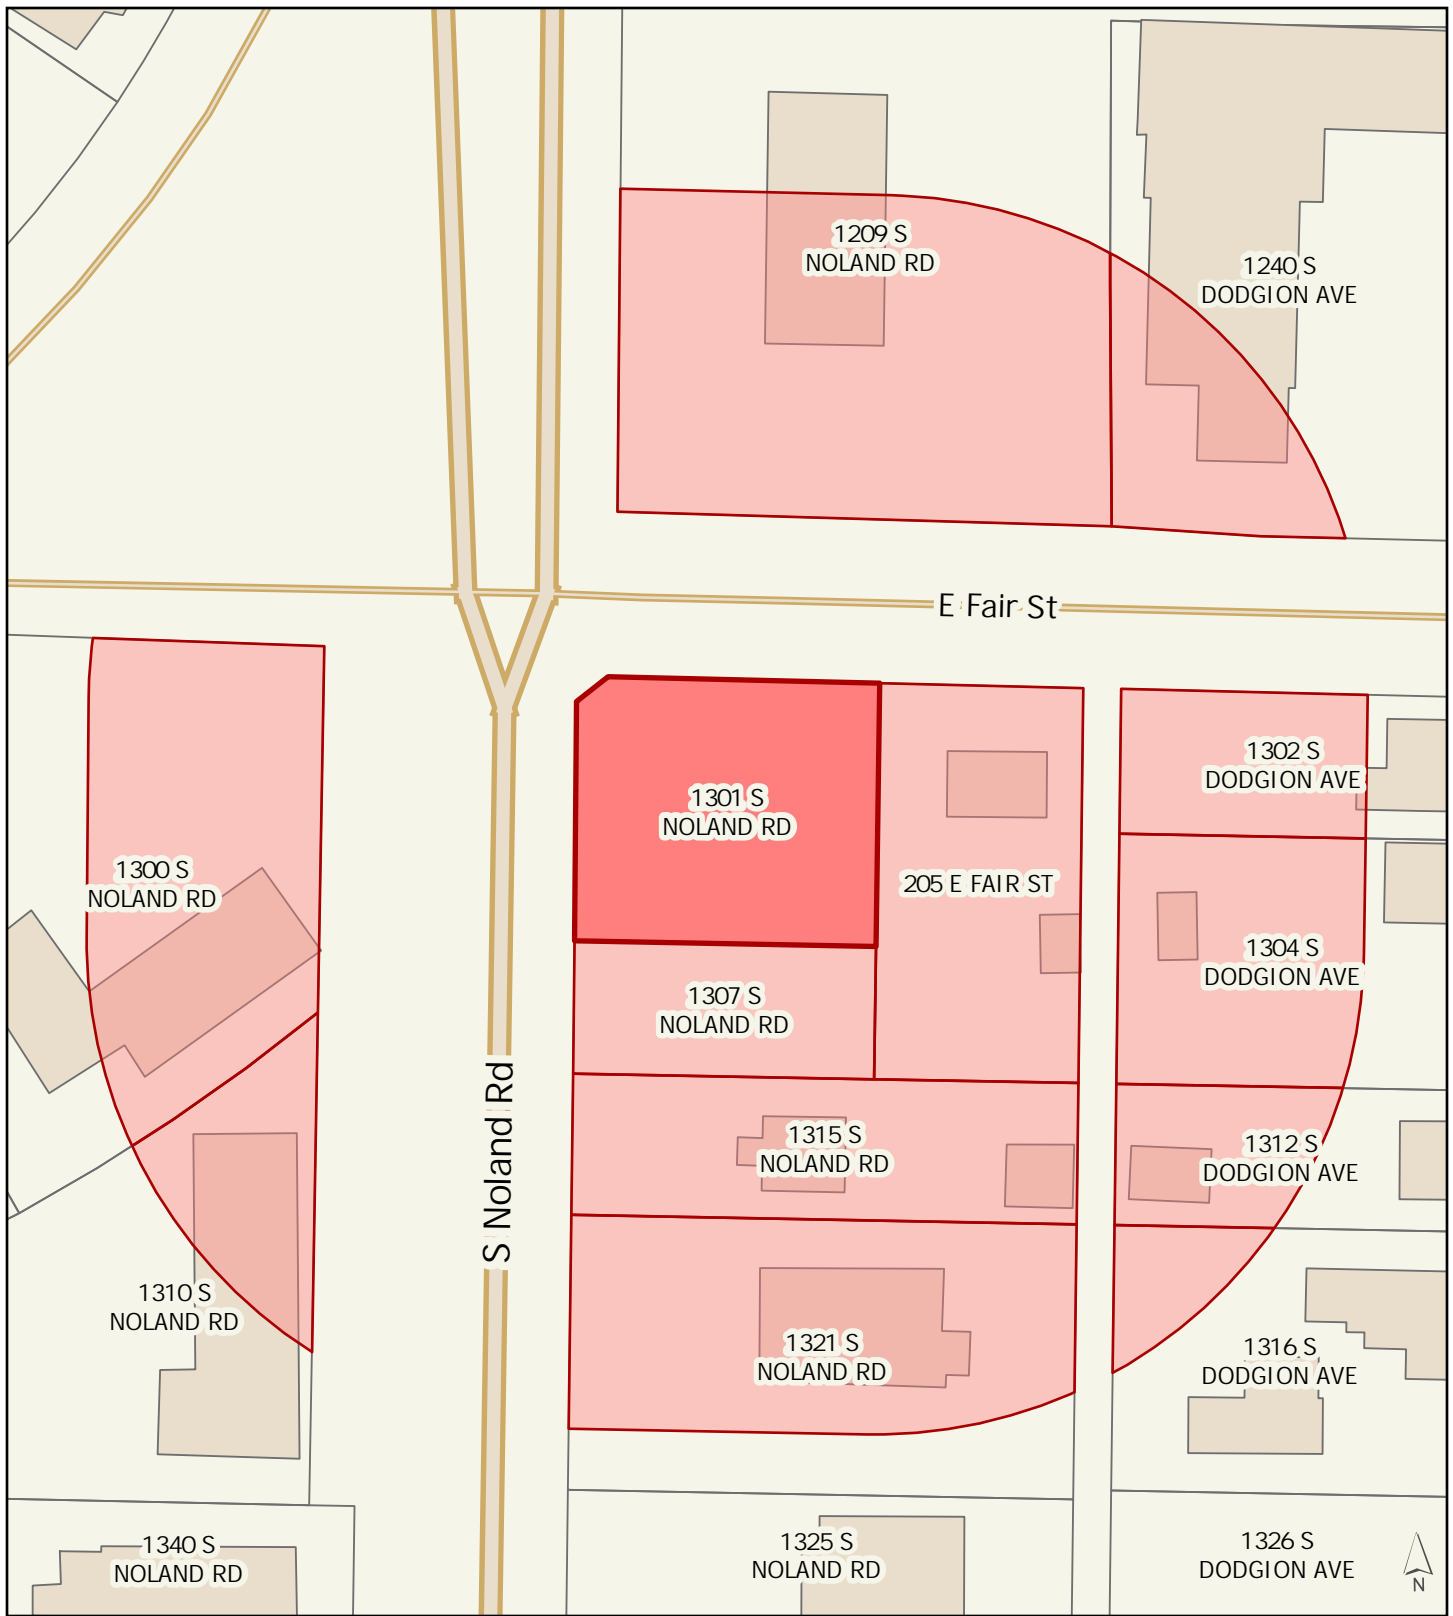 1209 S
NOLAND RD
1240 S
DODGION AVE
E Fair St
1301 S
NOLAND RD
1302 S
DODGION AVE
1300 S
NOLAND RD
205 E FAIR ST
1304 S
DODGION AVE
1307 S
NOLAND RD
S Noland Rd
1315 S
NOLAND RD
1312 S
DODGION AVE
1310 S
NOLAND RD
1321 S
NOLAND RD
1316 S
DODGION AVE
1340 S
NOLAND RD
1325 S
NOLAND RD
1326 S
DODGION AVE
N